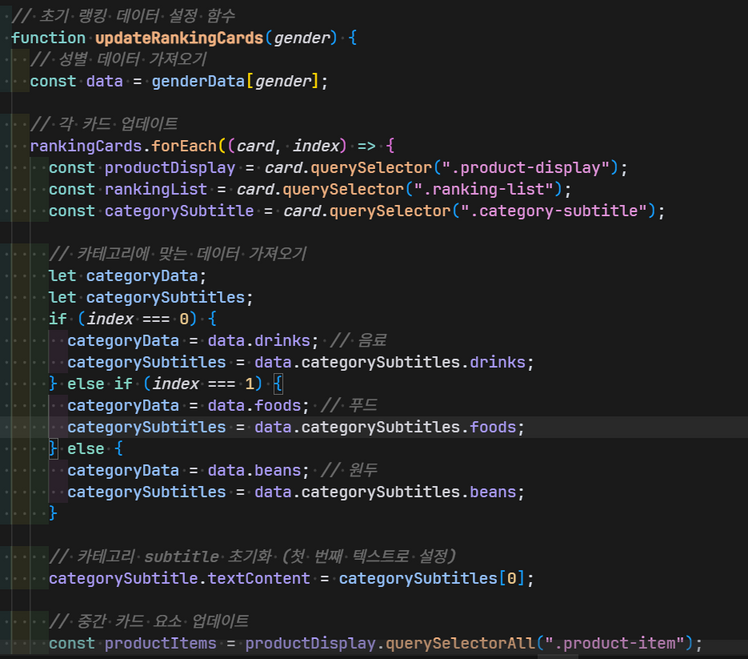 // 초기 랭킹 데이터 설정 함수
function updateRankingCards(gender) {
// 성별 데이터 가져오기
const data = genderData[gender];
// 각 카드 업데이트
rankingCards.forEach((card, index) => {
const productDisplay = card.querySelector(".product-display");
const rankingList = card.querySelector(".ranking-list");
const categorySubtitle = card.querySelector(".category-subtitle");
// 카테고리에 맞는 데이터 가져오기
let categoryData;
let categorySubtitles;
if (index === 0) {
categoryData = data.drinks; // 음료
categorySubtitles = data.categorySubtitles.drinks;
} else if (index === 1) {
categoryData = data.foods; // 푸드
categorySubtitles = data.categorySubtitles.foods;
} else {
categoryData = data.beans; // 원두
categorySubtitles = data.categorySubtitles.beans;
}
// 카테고리 subtitle 초기화 (첫 번째 텍스트로 설정)
categorySubtitle.textContent = categorySubtitles[0];
// 중간 카드 요소 업데이트
const productItems = productDisplay.querySelectorAll(".product-item");